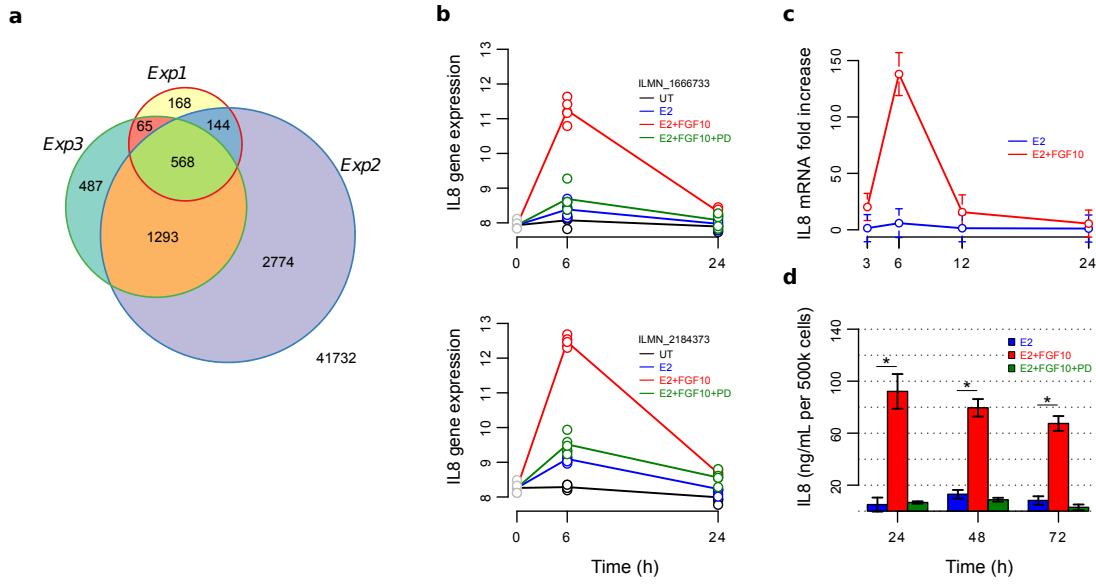 a
Exp1
168
65
144
Exp3
568
Exp2
487
1293
2774
41732
b
IL8 gene expression
13
12
11
10
9
8
ILMN_1666733
UT
E2
E2+FGF10
E2+FGF10+PD
0
6
24
IL8 gene expression
13
12
11
10
9
8
ILMN_2184373
UT
E2
E2+FGF10
E2+FGF10+PD
0
6
24
Time (h)
c
IL8 mRNA fold increase
150
100
50
0
E2
E2+FGF10
3
6
12
24
d
IL8 (ng/mL per 500k cells)
140
100
60
20
E2
E2+FGF10
E2+FGF10+PD
*
*
*
24
48
72
Time (h)